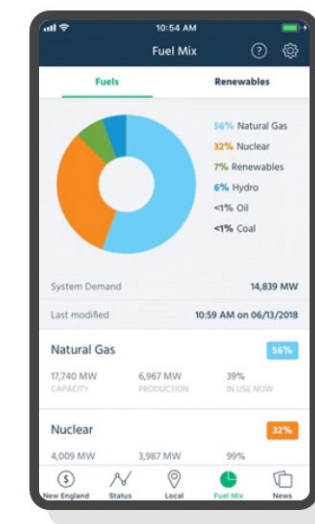 10:54 AM
Fuel Mix
?
Fuels Renewables
56% Natural Gas
32% Nuclear
7% Renewables
6% Hydro
<1% Oil
<1% Coal
System Demand 14,839 MW
Last modified 10:59 AM on 06/13/2018
Natural Gas 56%
17,740 MW 6,967 MW 39%
CAPACITY PRODUCTION IN USE NOW
Nuclear 32%
4,009 MW 3,987 MW 99%
$
New England Status Local Fuel Mix News